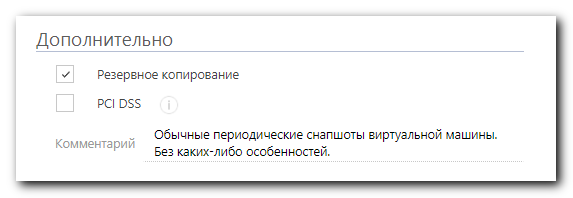 Дополнительно
Резервное копирование
PCI DSS i
Комментарий
Обычные периодические снапшоты виртуальной машины.
Без каких-либо особенностей.